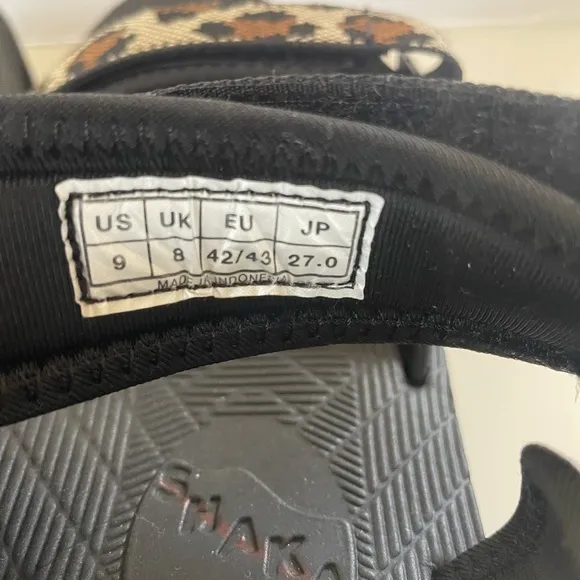 US UK EU JP
9 8 42/43 27.0
MADE IN INDONESIA
SHAKA